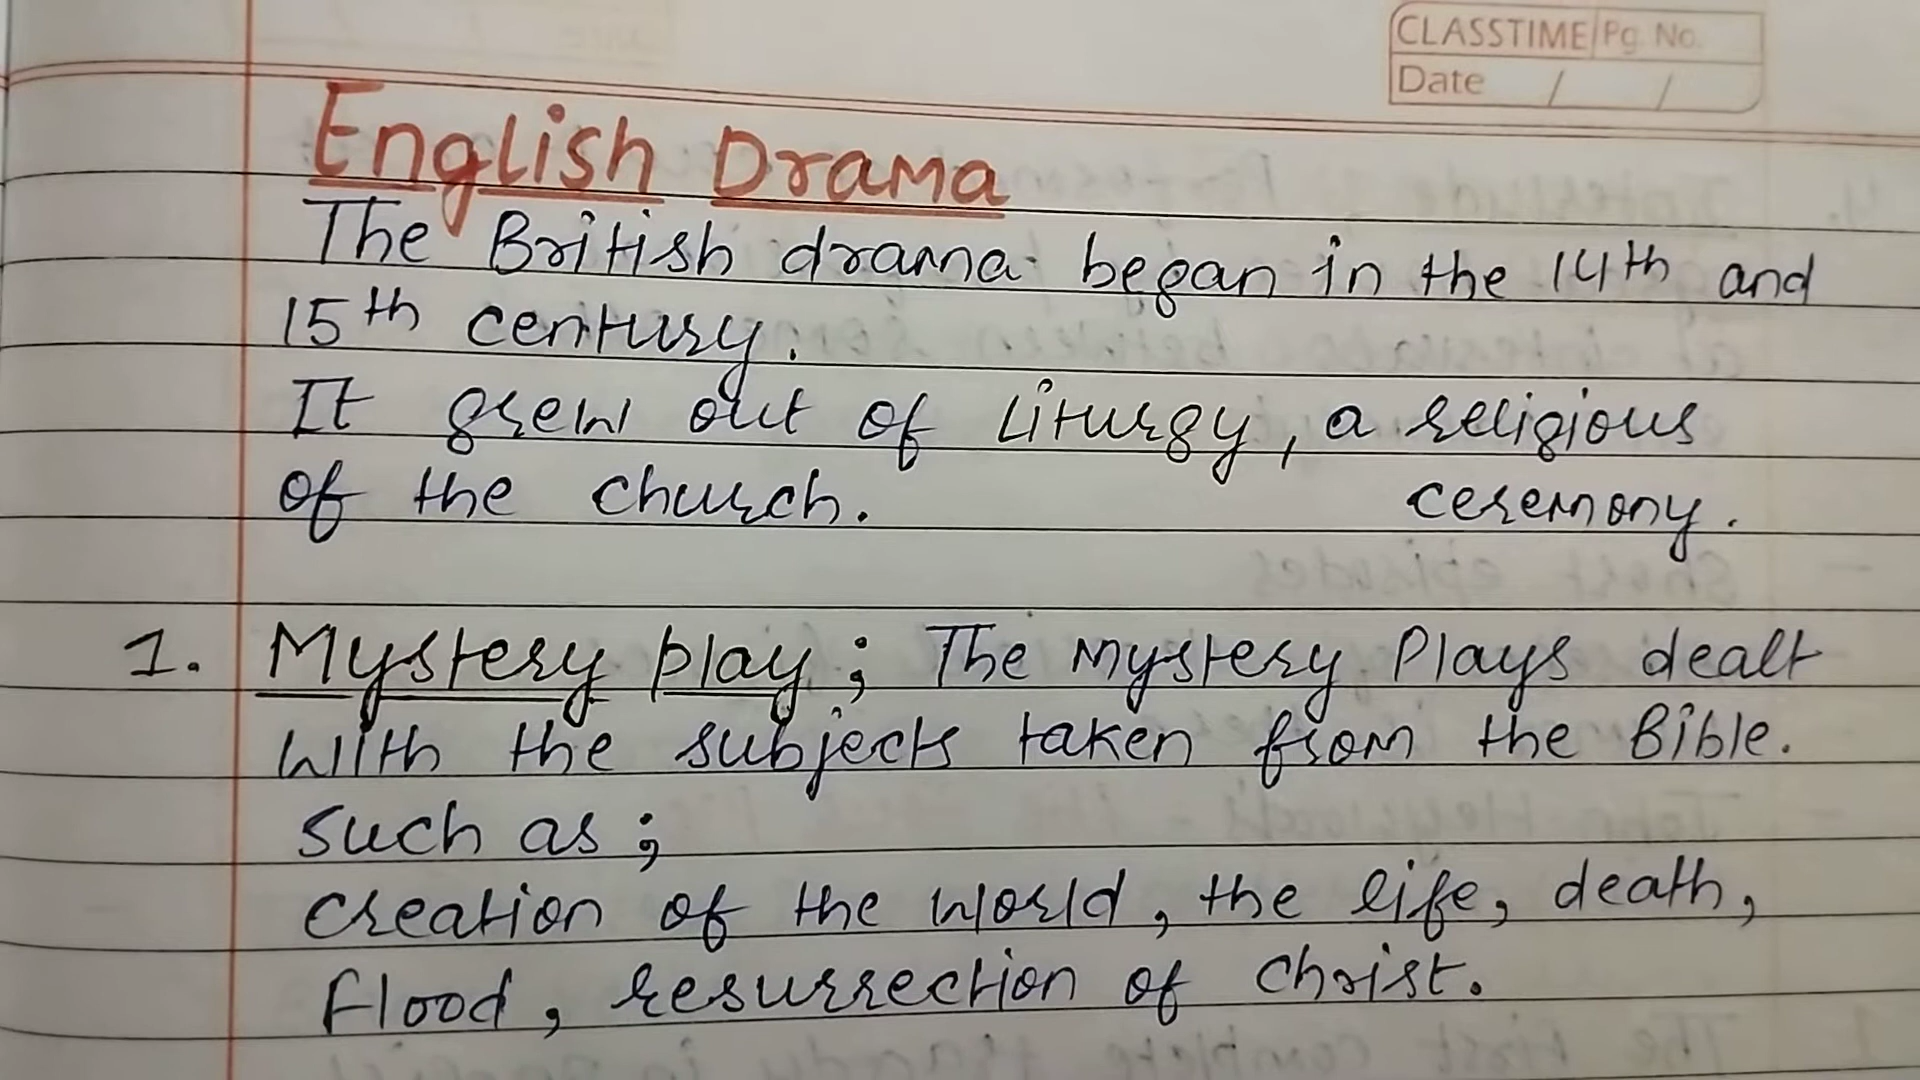 CLASSTIME Pg. No.
Date / /
English Drama
The British drama began in the 14th and
15th century.
It grew out of Liturgy, a religious
of the church. ceremony.
1. Mystery play ; The Mystery Plays dealt
with the subjects taken from the Bible.
such as ;
creation of the world, the life, death,
flood, resurrection of Christ.